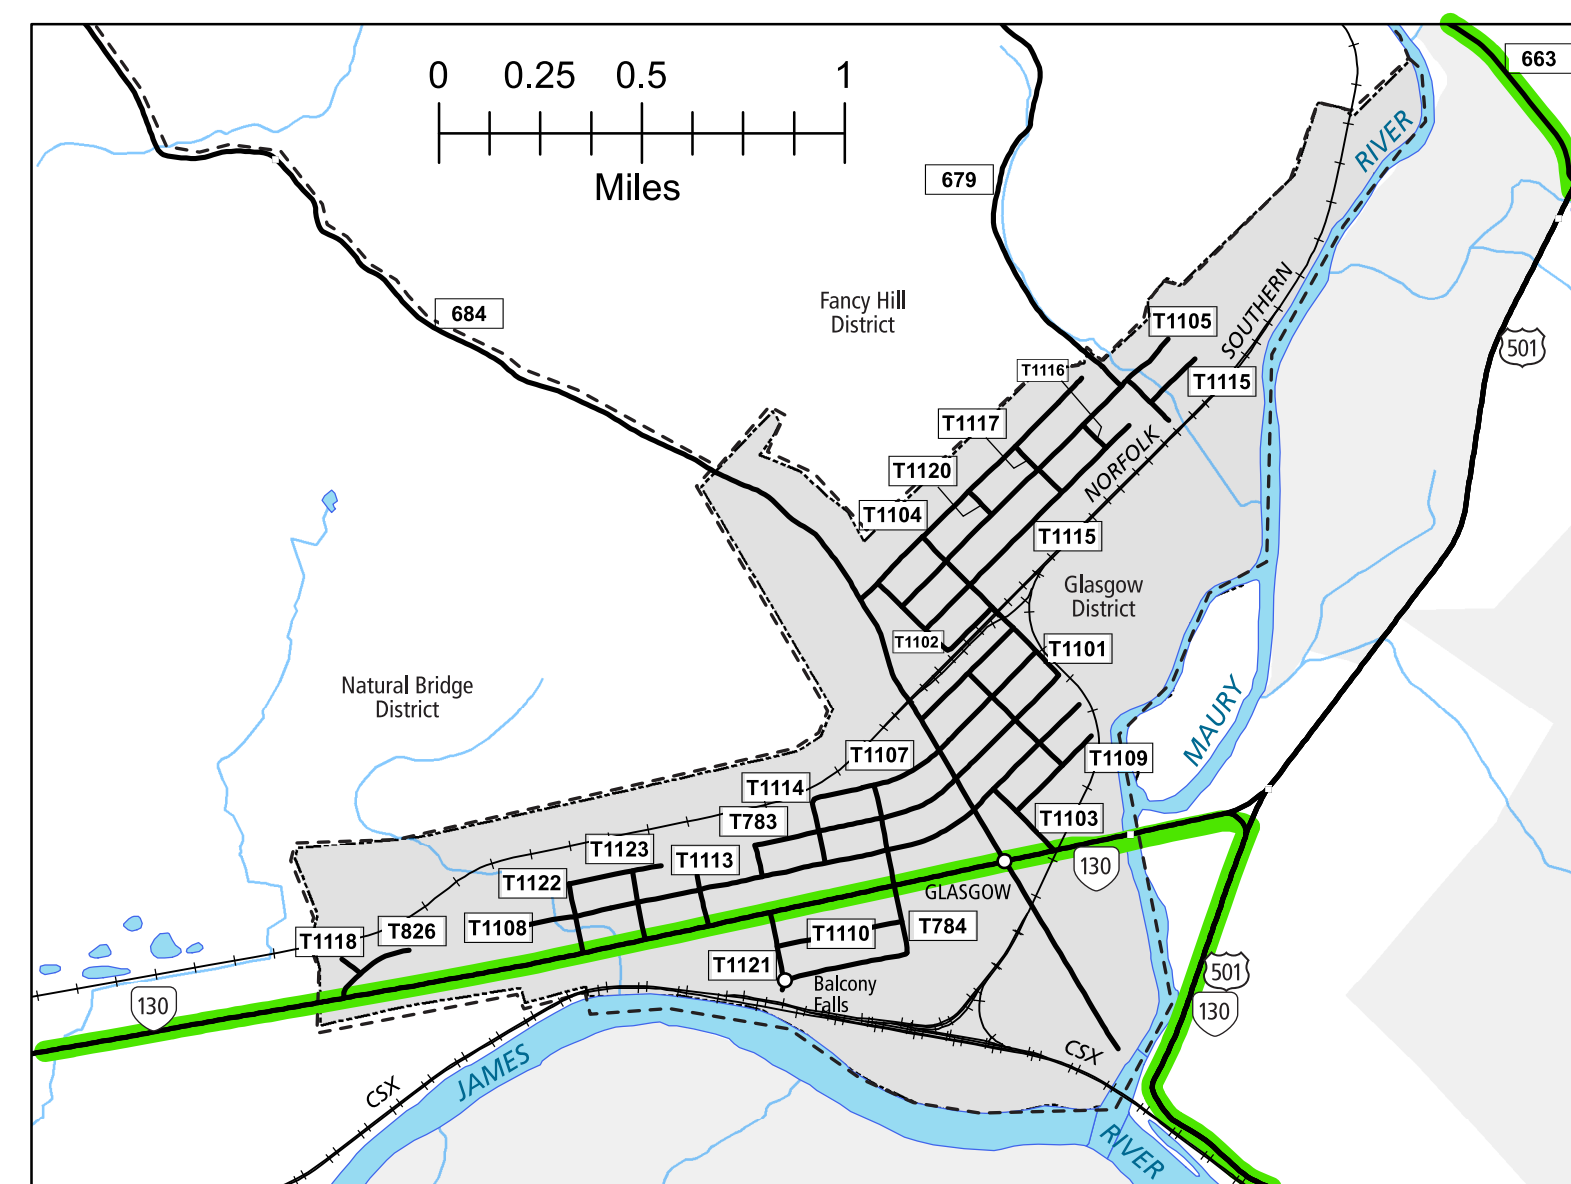 663
0 0.25 0.5 1
Miles
RIVER
679
684
Fancy Hill
District
SOUTHERN
T1105
501
T1116
T1115
T1117
NORFOLK
T1120
T1104
T1115
Glasgow
District
T1102
T1101
Natural Bridge
District
MAURY
T1107
T1109
T1114
T783
T1103
T1123
T1113
130
T1122
GLASGOW
T1108
T826
T1110
T784
T1118
T1121
501
Balcony
Falls
130
130
CSX
JAMES
CSX
RIVER